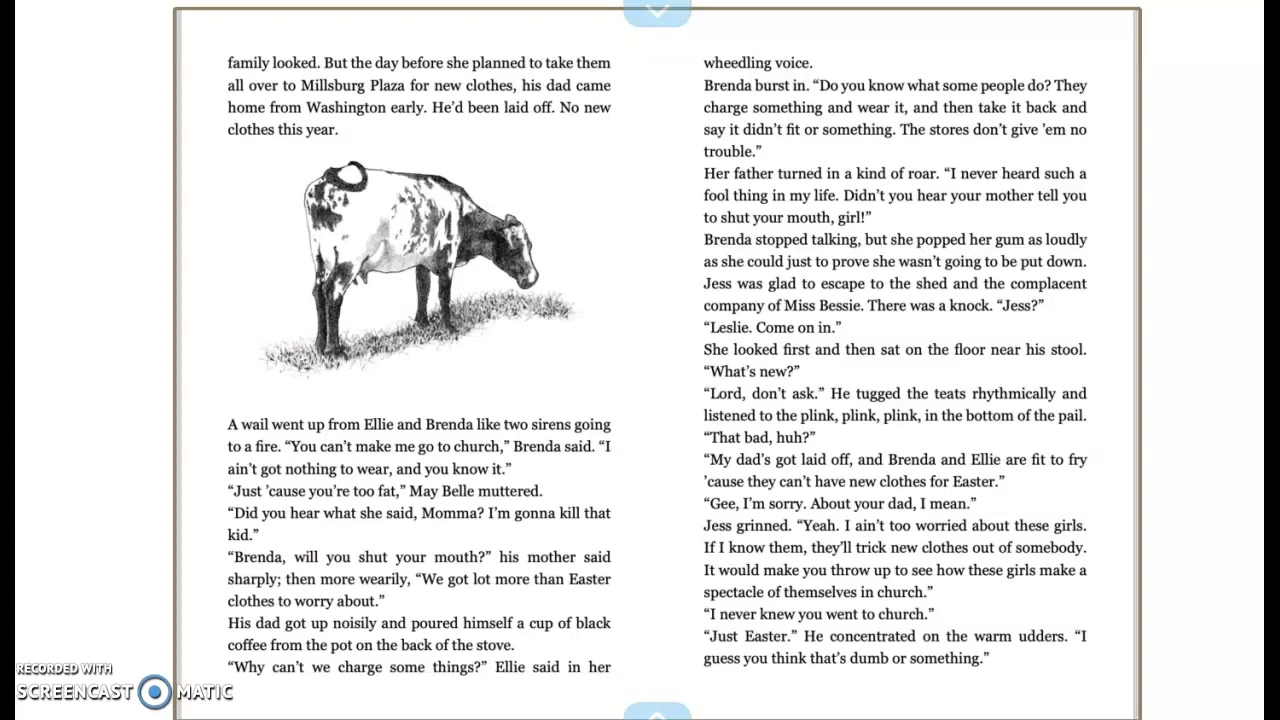 family looked. But the day before she planned to take them
all over to Millsburg Plaza for new clothes, his dad came
home from Washington early. He’d been laid off. No new
clothes this year.
A wail went up from Ellie and Brenda like two sirens going
to a fire. “You can’t make me go to church,” Brenda said. “I
ain’t got nothing to wear, and you know it.”
“Just ’cause you’re too fat,” May Belle muttered.
“Did you hear what she said, Momma? I’m gonna kill that
kid.”
“Brenda, will you shut your mouth?” his mother said
sharply; then more wearily, “We got lot more than Easter
clothes to worry about.”
His dad got up noisily and poured himself a cup of black
coffee from the pot on the back of the stove.
“Why can’t we charge some things?” Ellie said in her
wheedling voice.
Brenda burst in. “Do you know what some people do? They
charge something and wear it, and then take it back and
say it didn’t fit or something. The stores don’t give ’em no
trouble.”
Her father turned in a kind of roar. “I never heard such a
fool thing in my life. Didn’t you hear your mother tell you
to shut your mouth, girl!”
Brenda stopped talking, but she popped her gum as loudly
as she could just to prove she wasn’t going to be put down.
Jess was glad to escape to the shed and the complacent
company of Miss Bessie. There was a knock. “Jess?”
“Leslie. Come on in.”
She looked first and then sat on the floor near his stool.
“What’s new?”
“Lord, don’t ask.” He tugged the teats rhythmically and
listened to the plink, plink, plink, in the bottom of the pail.
“That bad, huh?”
“My dad’s got laid off, and Brenda and Ellie are fit to fry
’cause they can’t have new clothes for Easter.”
“Gee, I’m sorry. About your dad, I mean.”
Jess grinned. “Yeah. I ain’t too worried about these girls.
If I know them, they’ll trick new clothes out of somebody.
It would make you throw up to see how these girls make a
spectacle of themselves in church.”
“I never knew you went to church.”
“Just Easter.” He concentrated on the warm udders. “I
guess you think that’s dumb or something.”
RECORDED WITH
SCREENCAST MATIC